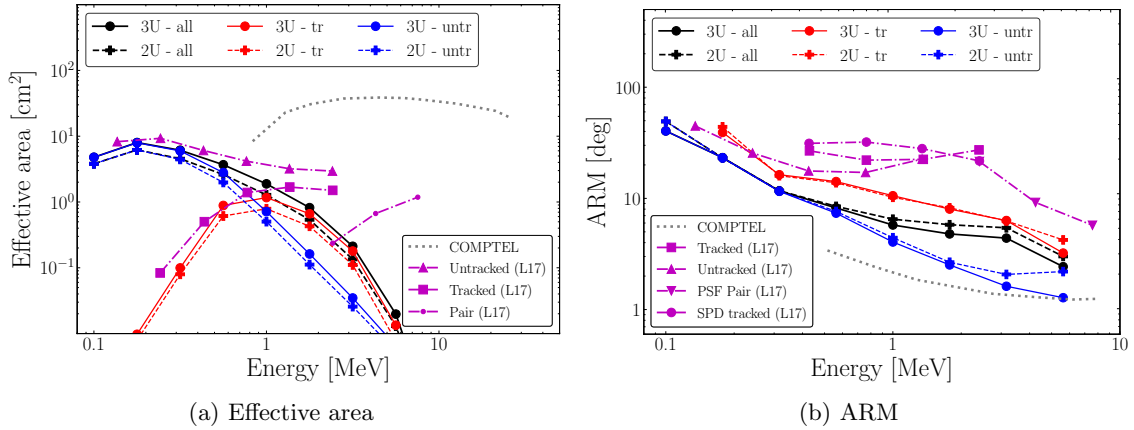 3U - all 3U - tr 3U - untr
2U - all 2U - tr 2U - untr
10²
10¹
10⁰
10⁻¹
Effective area [cm²]
COMPTEL
Untracked (L17)
Tracked (L17)
Pair (L17)
0.1 1 10
Energy [MeV]
(a) Effective area
3U - all 3U - tr 3U - untr
2U - all 2U - tr 2U - untr
100
10
1
ARM [deg]
COMPTEL
Tracked (L17)
Untracked (L17)
PSF Pair (L17)
SPD tracked (L17)
0.1 1 10
Energy [MeV]
(b) ARM